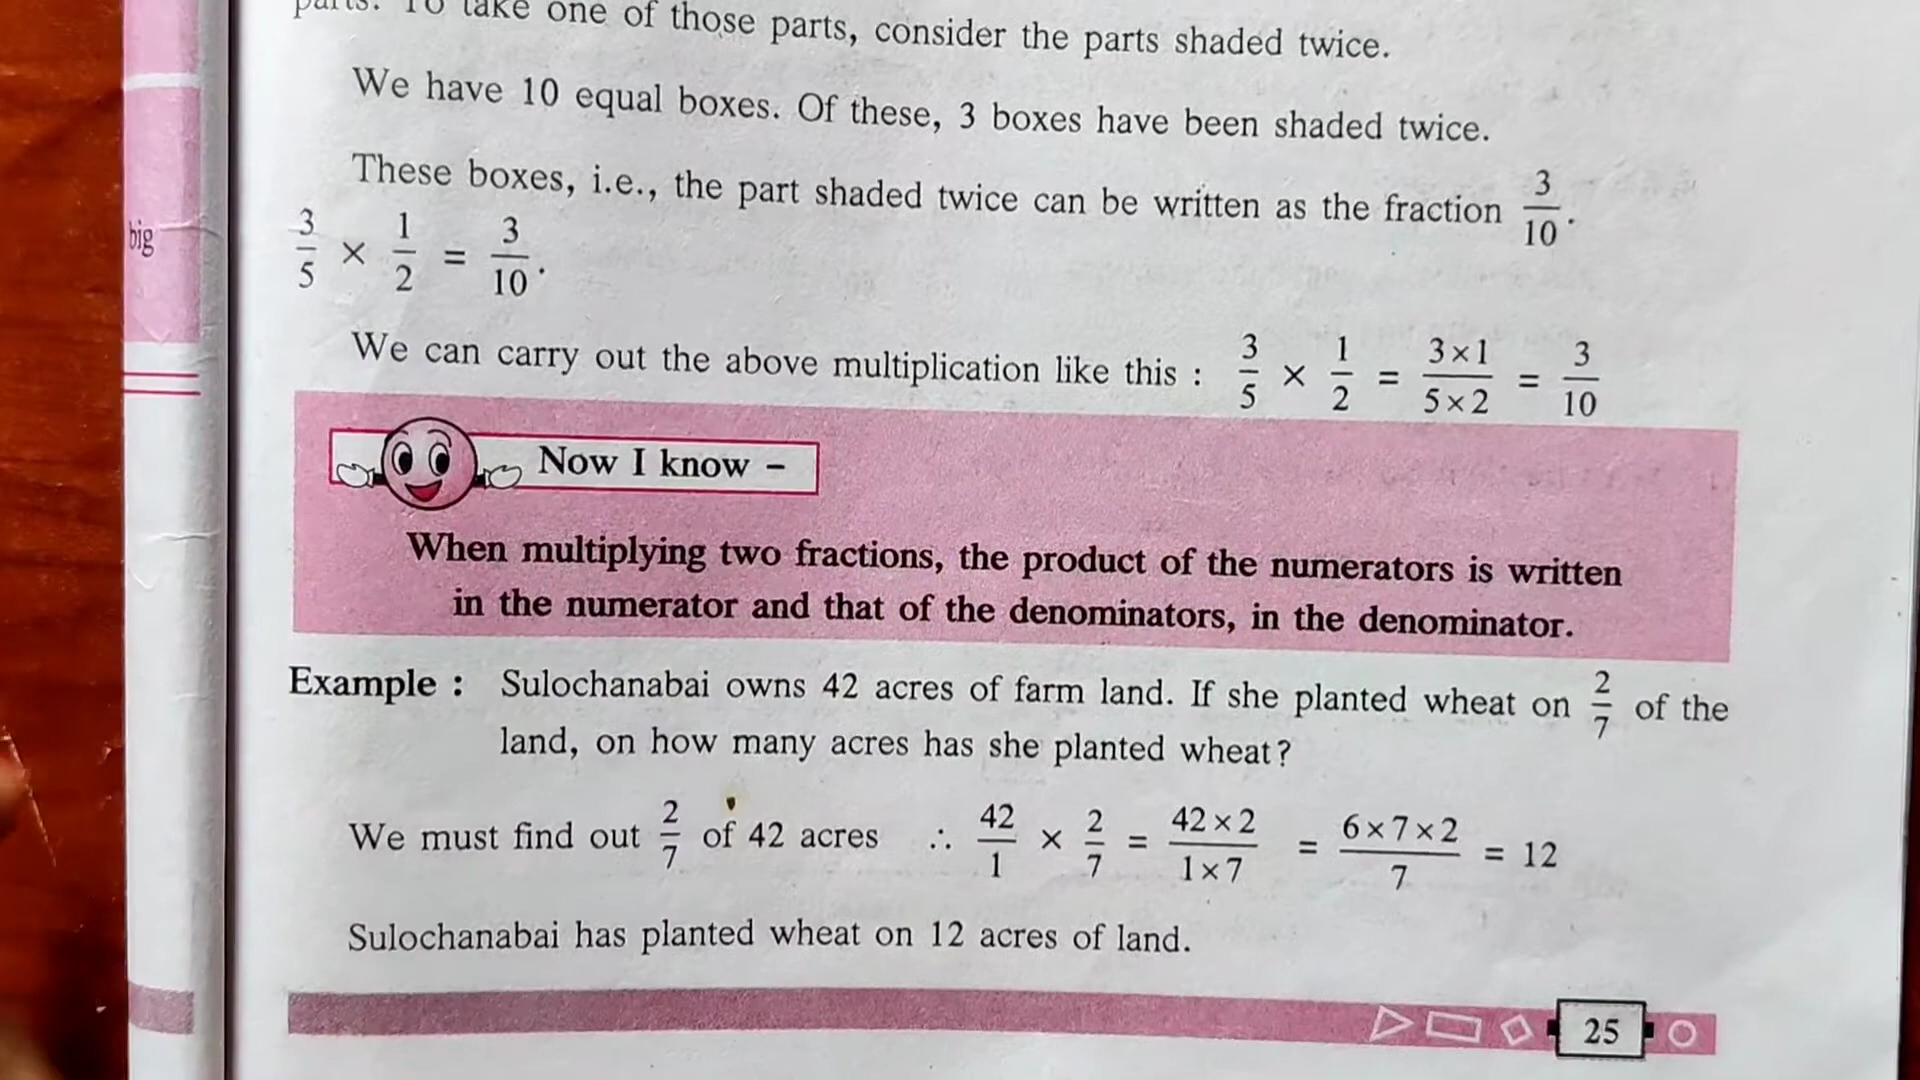 parts. To take one of those parts, consider the parts shaded twice.
We have 10 equal boxes. Of these, 3 boxes have been shaded twice.
These boxes, i.e., the part shaded twice can be written as the fraction 3/10.
big
3/5 × 1/2 = 3/10.
We can carry out the above multiplication like this : 3/5 × 1/2 = 3×1/5×2 = 3/10
Now I know –
When multiplying two fractions, the product of the numerators is written
in the numerator and that of the denominators, in the denominator.
Example : Sulochanabai owns 42 acres of farm land. If she planted wheat on 2/7 of the
land, on how many acres has she planted wheat?
We must find out 2/7 of 42 acres ∴ 42/1 × 2/7 = 42×2/1×7 = 6×7×2/7 = 12
Sulochanabai has planted wheat on 12 acres of land.
25